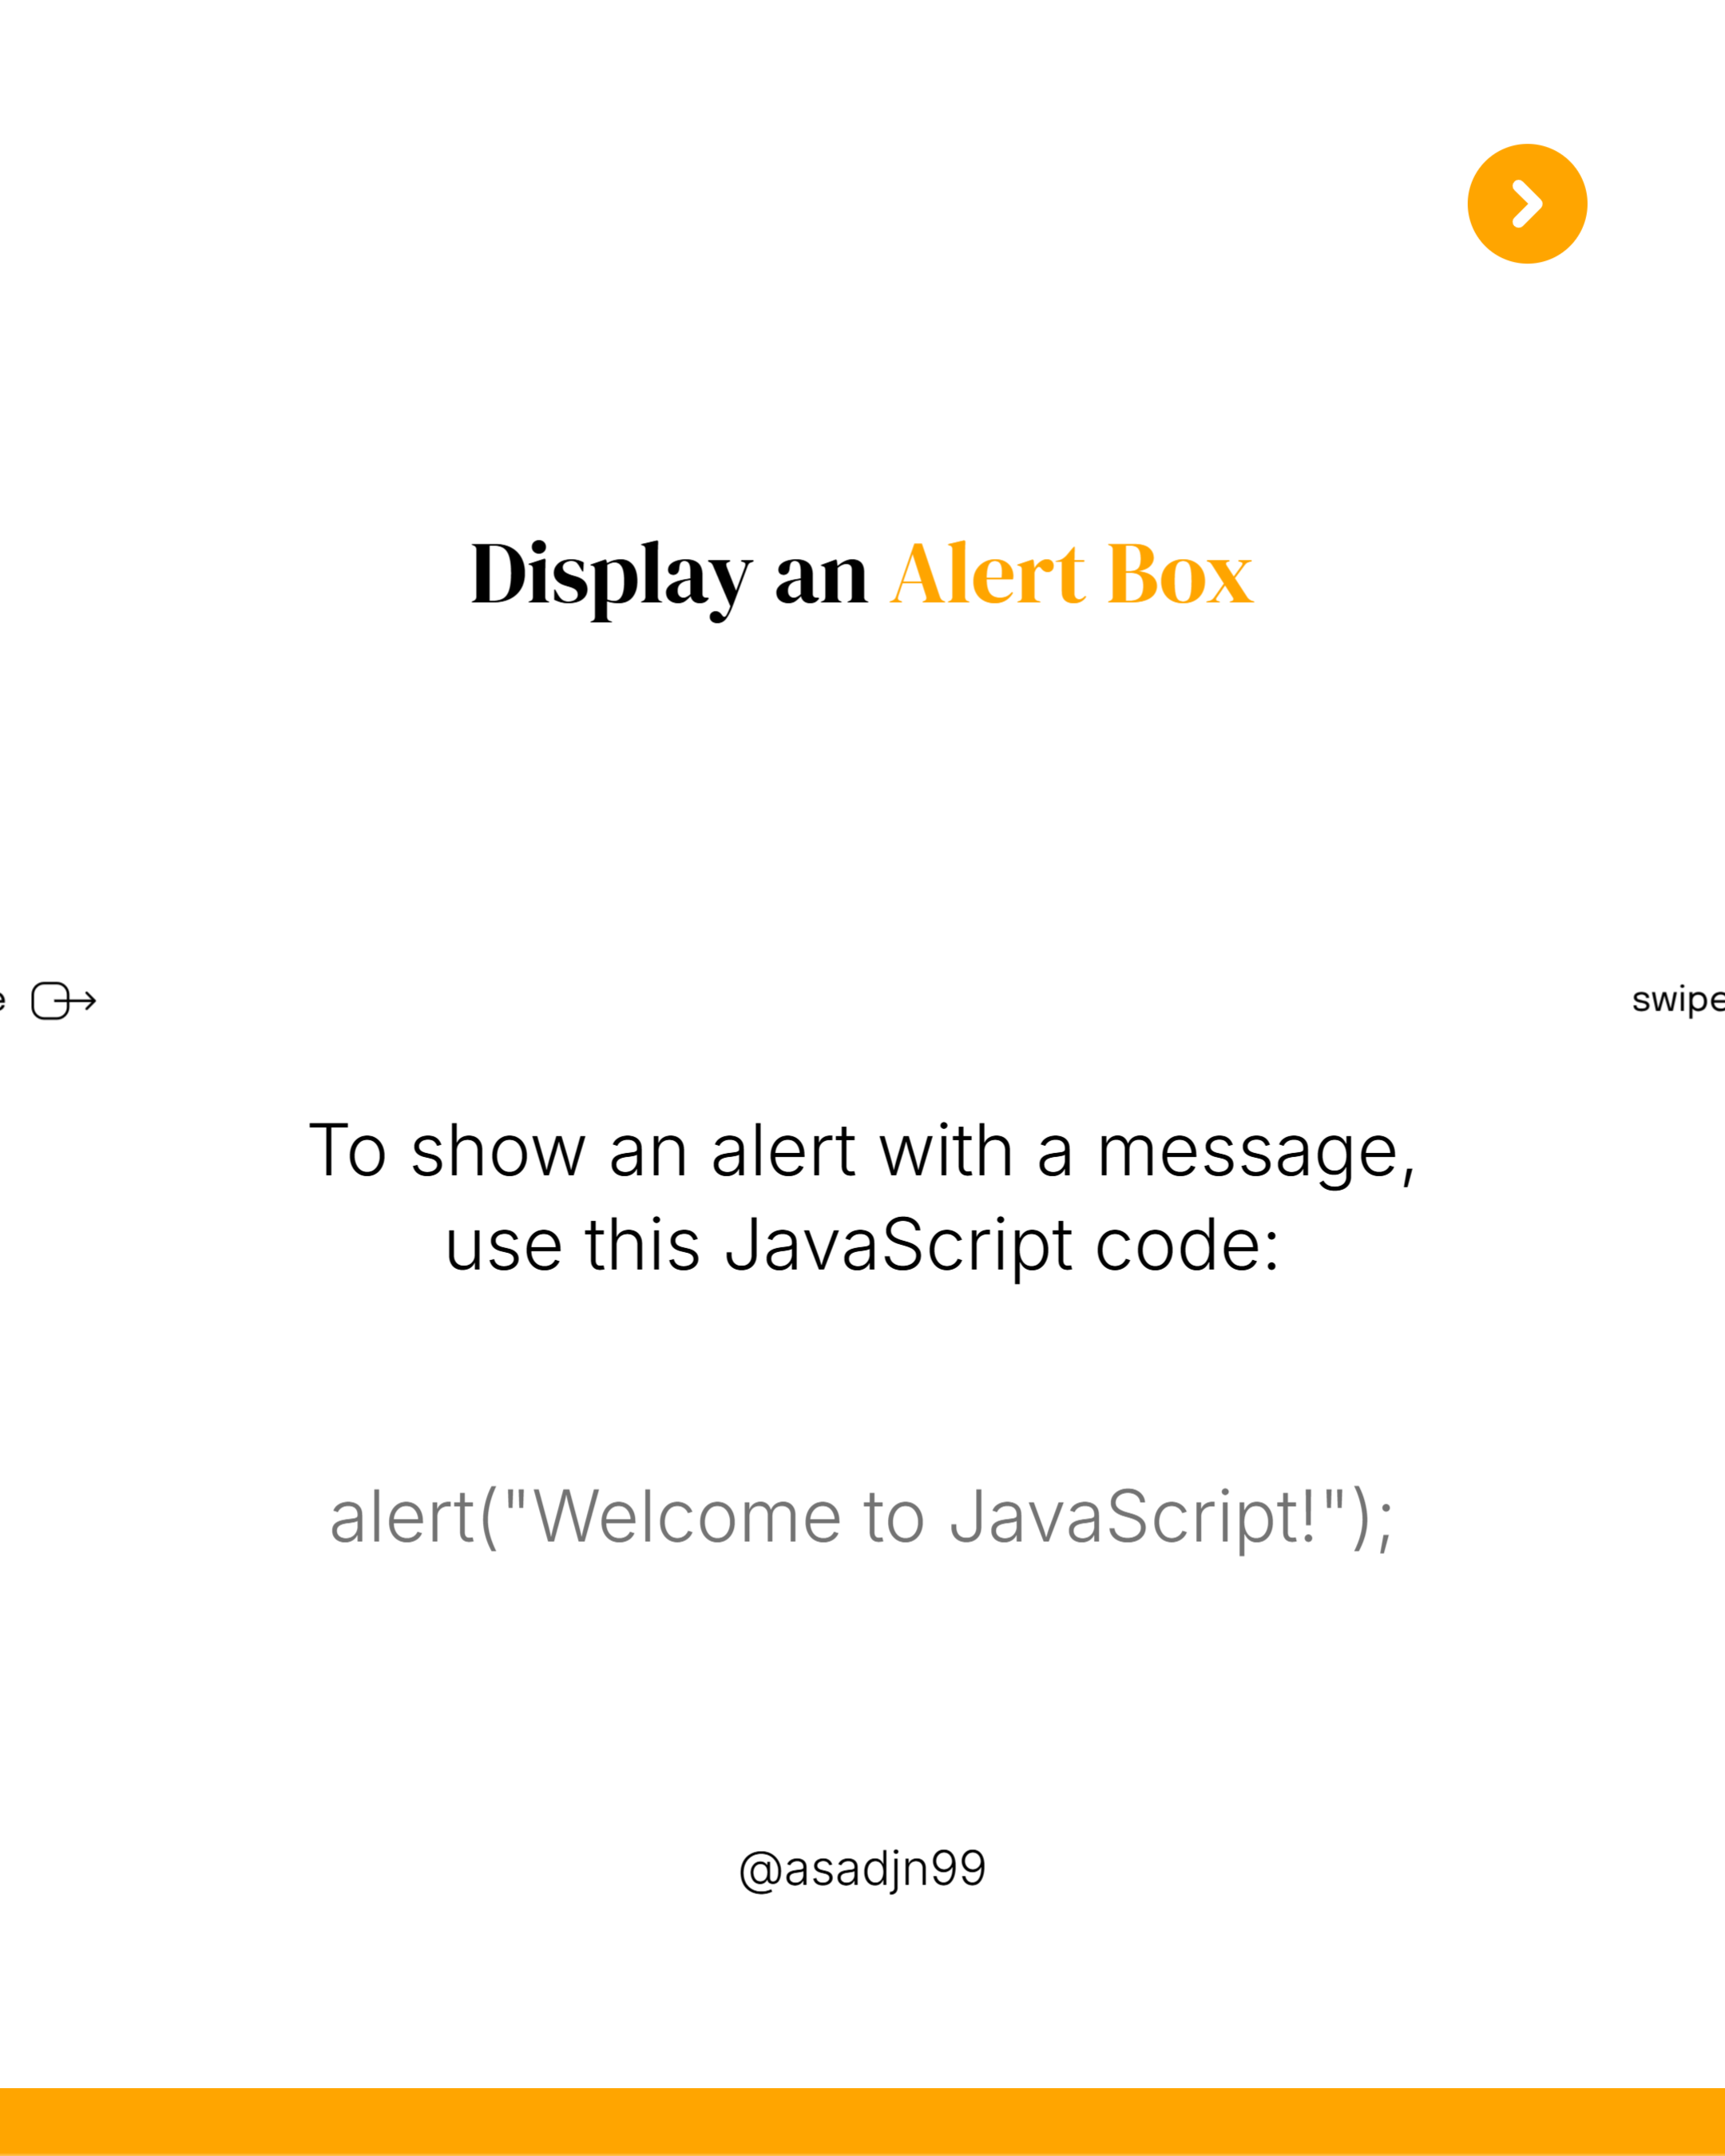 Display an Alert Box
e
swipe
To show an alert with a message,
use this JavaScript code:
alert("Welcome to JavaScript!");
@asadjn99